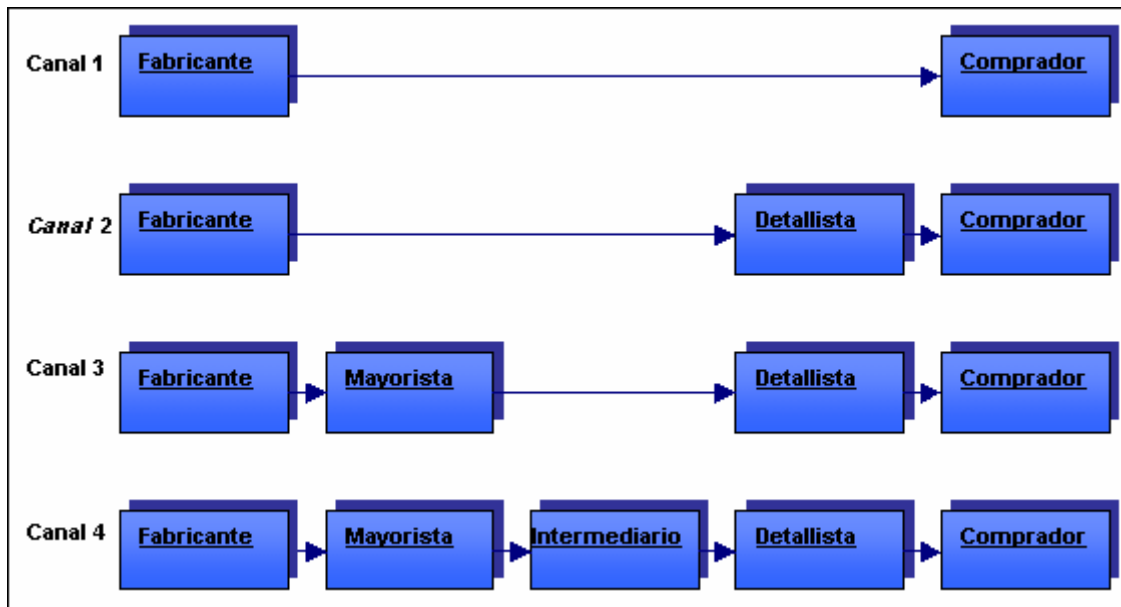 Canal 1 Fabricante Comprador
Canal 2 Fabricante Detallista Comprador
Canal 3 Fabricante Mayorista Detallista Comprador
Canal 4 Fabricante Mayorista Intermediario Detallista Comprador